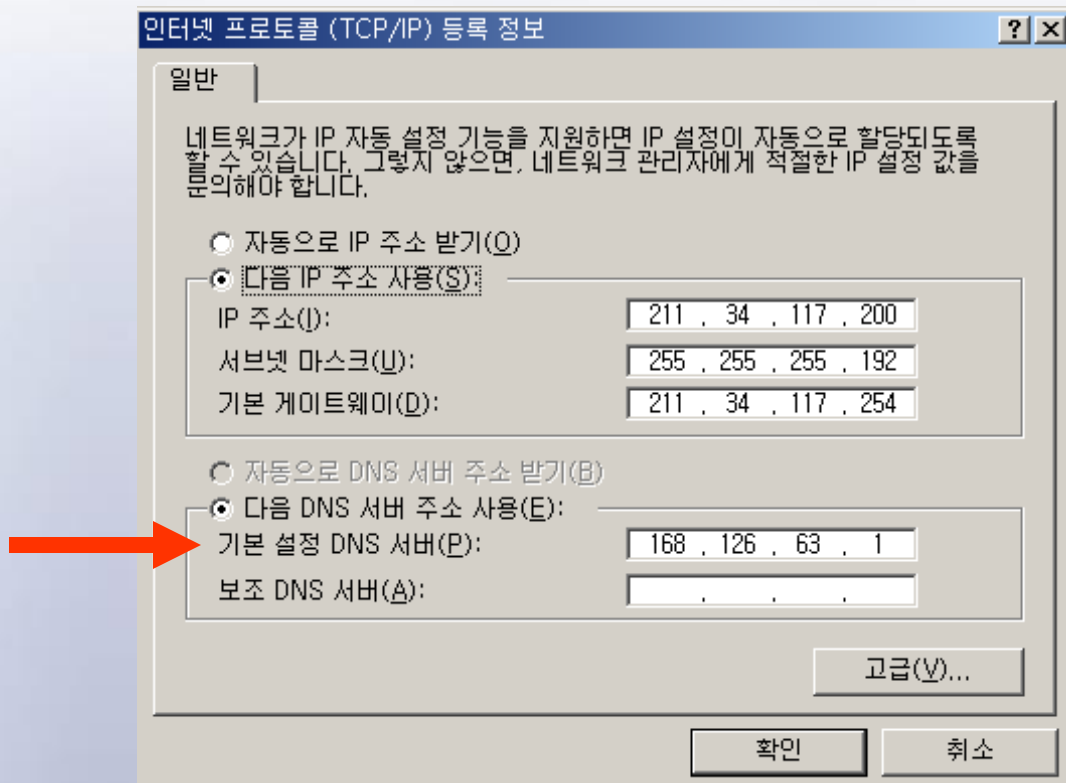 인터넷 프로토콜 (TCP/IP) 등록 정보
일반
네트워크가 IP 자동 설정 기능을 지원하면 IP 설정이 자동으로 할당되도록
할 수 있습니다. 그렇지 않으면, 네트워크 관리자에게 적절한 IP 설정 값을
문의해야 합니다.
자동으로 IP 주소 받기(O)
다음 IP 주소 사용(S):
IP 주소(I): 211 . 34 . 117 . 200
서브넷 마스크(U): 255 . 255 . 255 . 192
기본 게이트웨이(D): 211 . 34 . 117 . 254
자동으로 DNS 서버 주소 받기(B)
다음 DNS 서버 주소 사용(E):
기본 설정 DNS 서버(P): 168 . 126 . 63 . 1
보조 DNS 서버(A): . . .
고급(V)...
확인 취소